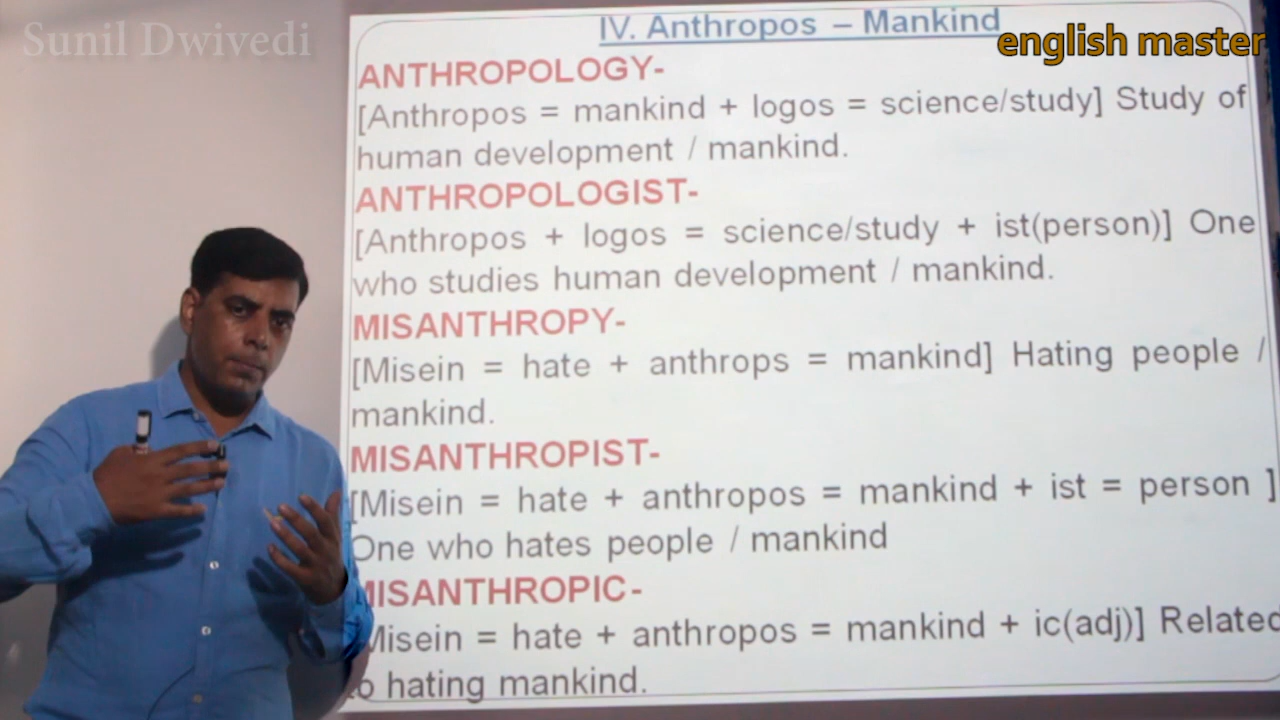 Sunil Dwivedi
IV. Anthropos – Mankind
english master
ANTHROPOLOGY-
[Anthropos = mankind + logos = science/study] Study of
human development / mankind.
ANTHROPOLOGIST-
[Anthropos + logos = science/study + ist(person)] One
who studies human development / mankind.
MISANTHROPY-
[Misein = hate + anthrops = mankind] Hating people /
mankind.
MISANTHROPIST-
[Misein = hate + anthropos = mankind + ist = person ]
One who hates people / mankind
MISANTHROPIC-
Misein = hate + anthropos = mankind + ic(adj)] Related
to hating mankind.